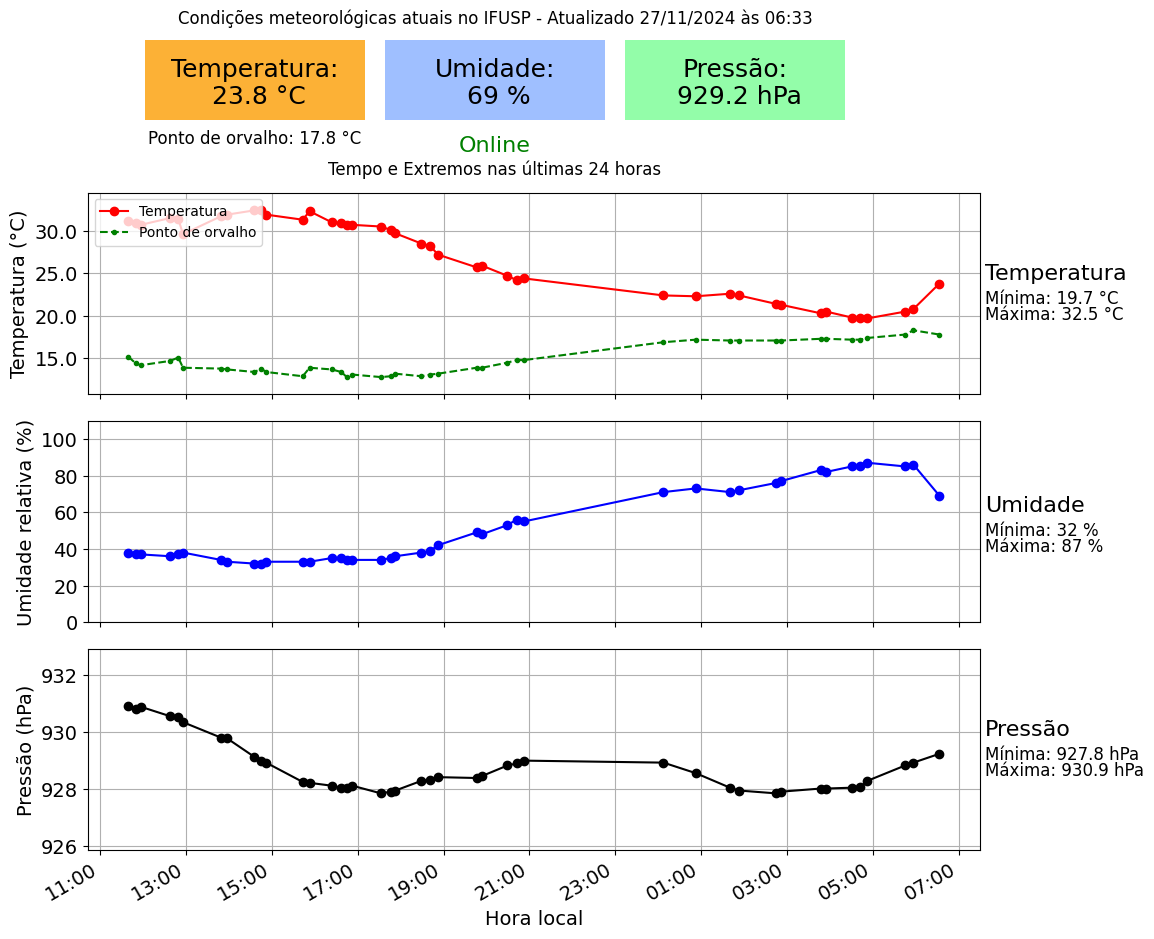 Condições meteorológicas atuais no IFUSP - Atualizado 27/11/2024 às 06:33
Temperatura:
23.8 °C
Umidade:
69 %
Pressão:
929.2 hPa
Ponto de orvalho: 17.8 °C
Online
Tempo e Extremos nas últimas 24 horas
Temperatura (°C)
30.0
25.0
20.0
15.0
Temperatura
Ponto de orvalho
Temperatura
Mínima: 19.7 °C
Máxima: 32.5 °C
Umidade relativa (%)
100
80
60
40
20
0
Umidade
Mínima: 32 %
Máxima: 87 %
Pressão (hPa)
932
930
928
926
Pressão
Mínima: 927.8 hPa
Máxima: 930.9 hPa
11:00 13:00 15:00 17:00 19:00 21:00 23:00 01:00 03:00 05:00 07:00
Hora local